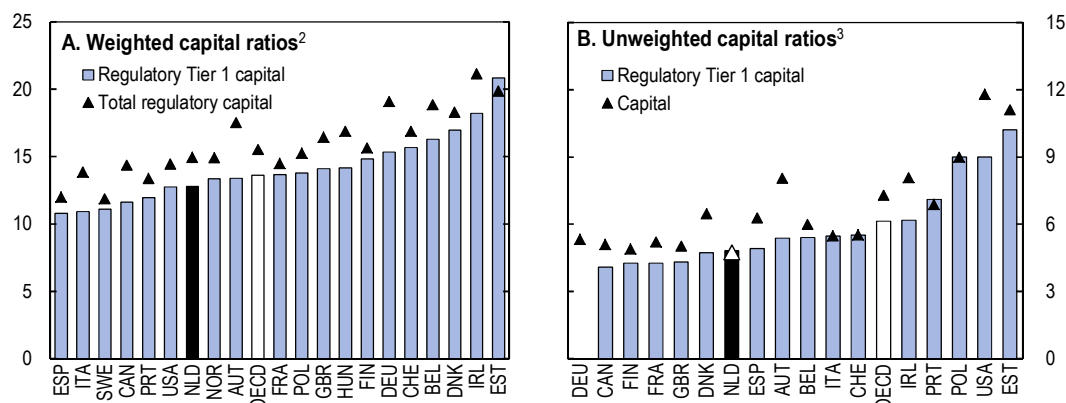 A. Weighted capital ratios²
Regulatory Tier 1 capital
Total regulatory capital
25
20
15
10
5
0
ESP ITA SWE CAN PRT USA NLD NOR AUT OECD FRA POL GBR HUN FIN DEU CHE BEL DNK IRL EST
B. Unweighted capital ratios³
Regulatory Tier 1 capital
Capital
15
12
9
6
3
0
DEU CAN FIN FRA GBR DNK NLD ESP AUT BEL ITA CHE OECD IRL PRT POL USA EST